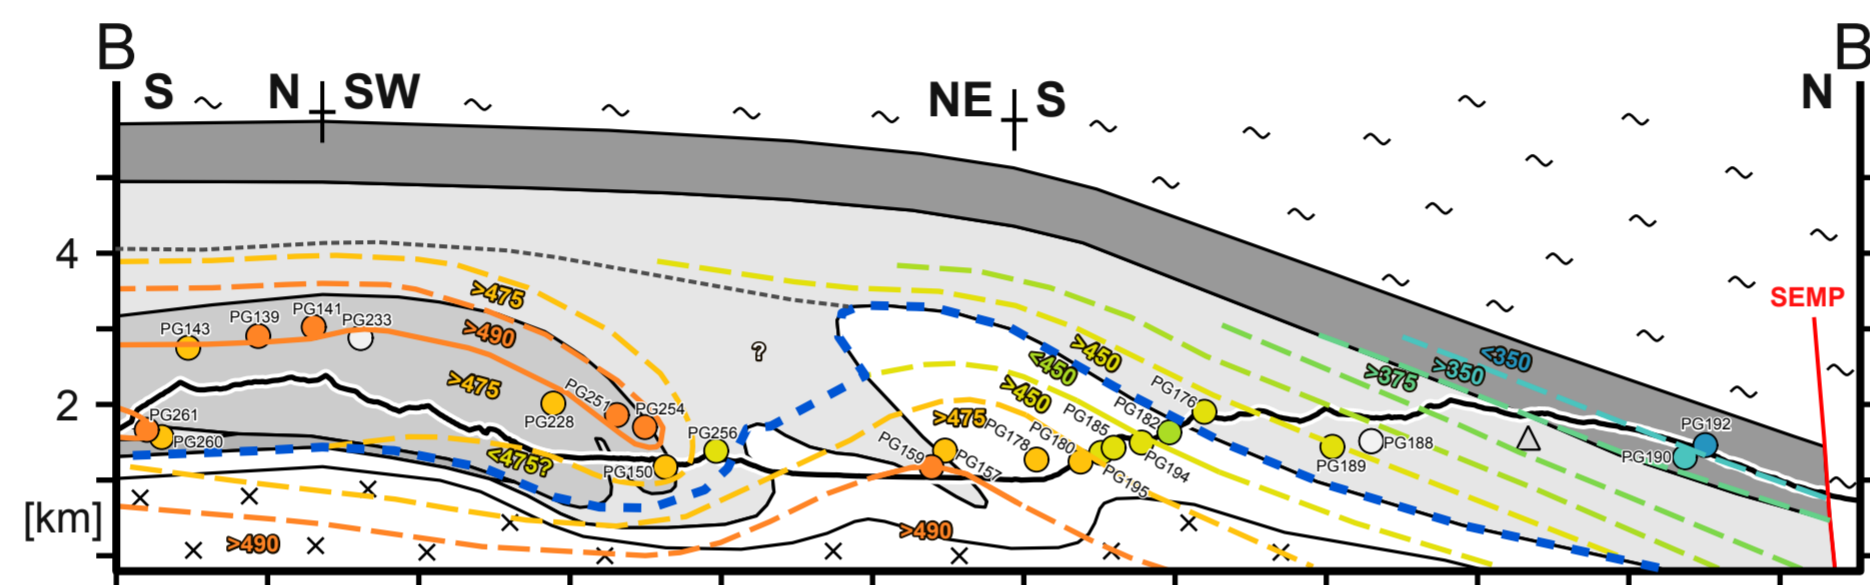 B
B
S
N
SW
NE
S
N
4
2
[km]
SEMP
>475
>490
PG141
PG139
PG143
PG233
>475
PG251
PG254
PG228
PG261
PG260
PG256
<475?
PG150
?
>450
<450
>450
>375
>350
<350
PG176
PG182
PG185
>475
PG180
PG178
PG159
PG157
PG194
PG195
PG188
PG189
PG192
PG190
>490
>490